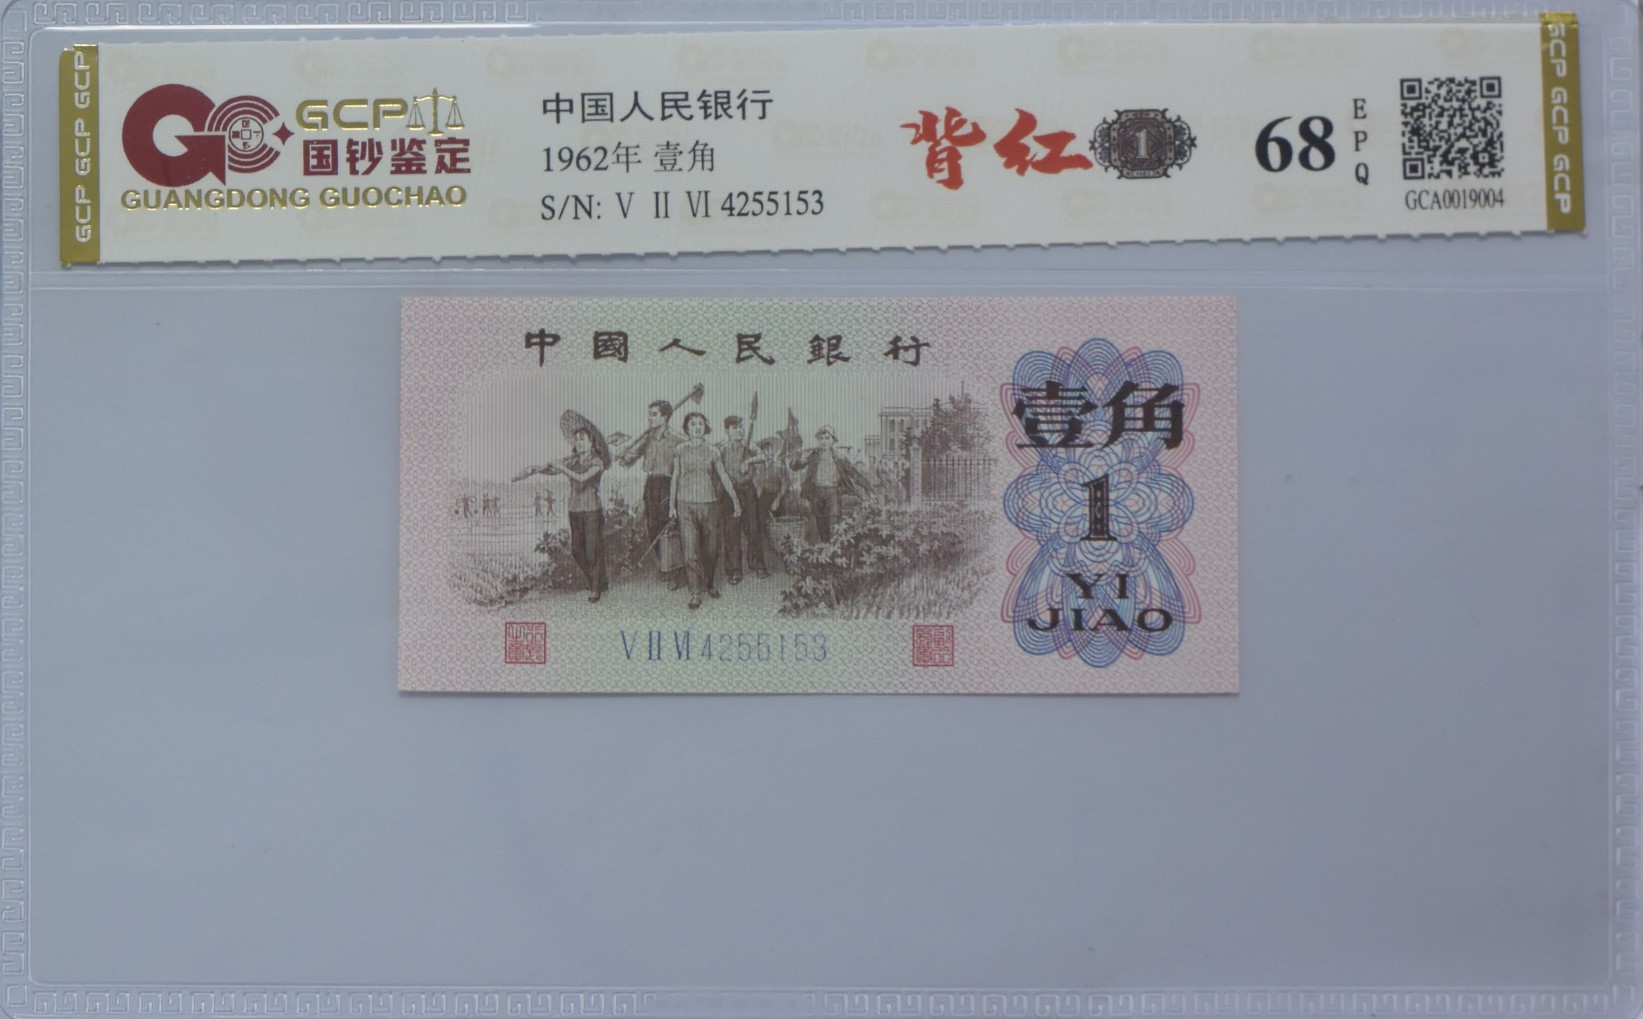 GCP GCP GCP
GCP
国钞鉴定
GUANGDONG GUOCHAO
中国人民银行
1962年 壹角
S/N: V II VI 4255153
背红
1
68
EPQ
GCA0019004
GCP GCP GCP
中國人民銀行
壹角
1
YI
JIAO
V II VI 4255153